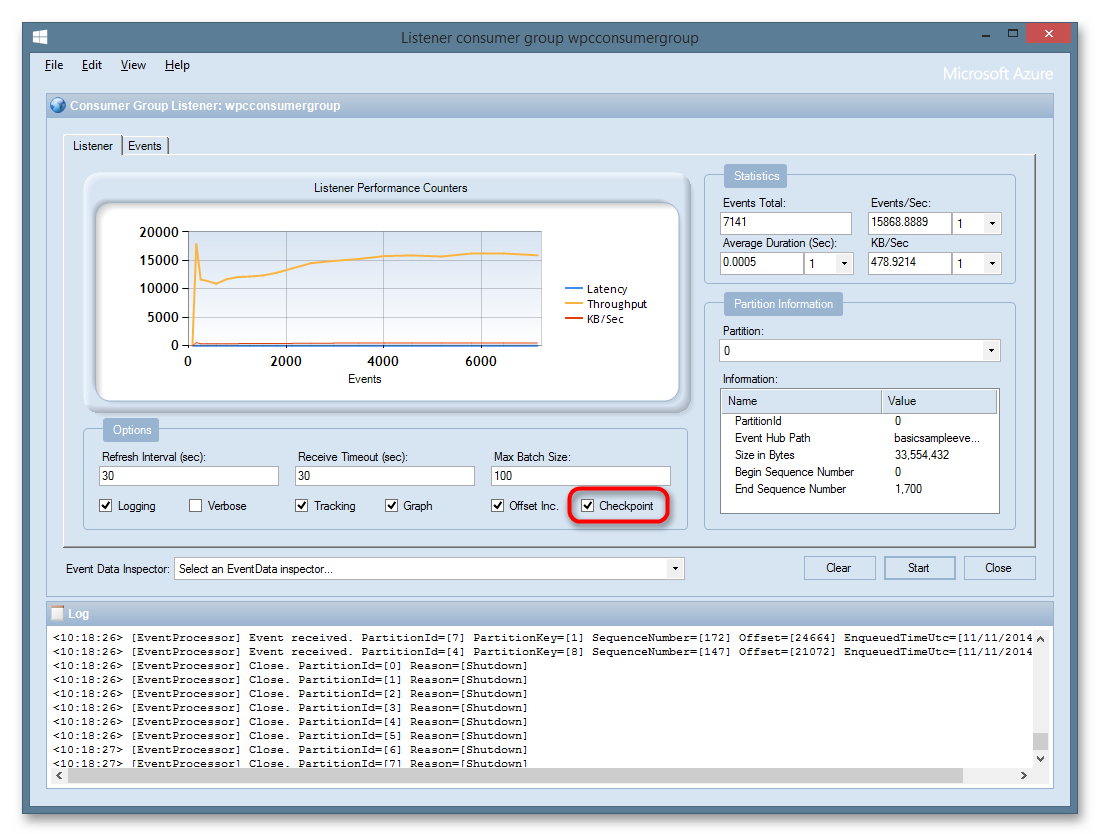 Listener consumer group wpcconsumergroup
File Edit View Help
Microsoft Azure
Consumer Group Listener: wpcconsumergroup
Listener Events
Listener Performance Counters
20000
15000
10000
5000
0
0 2000 4000 6000
Events
Latency
Throughput
KB/Sec
Statistics
Events Total: Events/Sec:
7141 15868.8889 1
Average Duration (Sec): KB/Sec
0.0005 1 478.9214 1
Partition Information
Partition:
0
Information:
Name Value
PartitionId 0
Event Hub Path basicsampleeve...
Size in Bytes 33,554,432
Begin Sequence Number 0
End Sequence Number 1,700
Options
Refresh Interval (sec): Receive Timeout (sec): Max Batch Size:
30 30 100
Logging Verbose Tracking Graph Offset Inc. Checkpoint
Event Data Inspector: Select an EventData inspector... Clear Start Close
Log
<10:18:26> [EventProcessor] Event received. PartitionId=[7] PartitionKey=[1] SequenceNumber=[172] Offset=[24664] EnqueuedTimeUtc=[11/11/2014
<10:18:26> [EventProcessor] Event received. PartitionId=[4] PartitionKey=[8] SequenceNumber=[147] Offset=[21072] EnqueuedTimeUtc=[11/11/2014
<10:18:26> [EventProcessor] Close. PartitionId=[0] Reason=[Shutdown]
<10:18:26> [EventProcessor] Close. PartitionId=[1] Reason=[Shutdown]
<10:18:26> [EventProcessor] Close. PartitionId=[2] Reason=[Shutdown]
<10:18:26> [EventProcessor] Close. PartitionId=[3] Reason=[Shutdown]
<10:18:26> [EventProcessor] Close. PartitionId=[4] Reason=[Shutdown]
<10:18:26> [EventProcessor] Close. PartitionId=[5] Reason=[Shutdown]
<10:18:27> [EventProcessor] Close. PartitionId=[6] Reason=[Shutdown]
<10:18:27> [EventProcessor] Close. PartitionId=[7] Reason=[Shutdown]